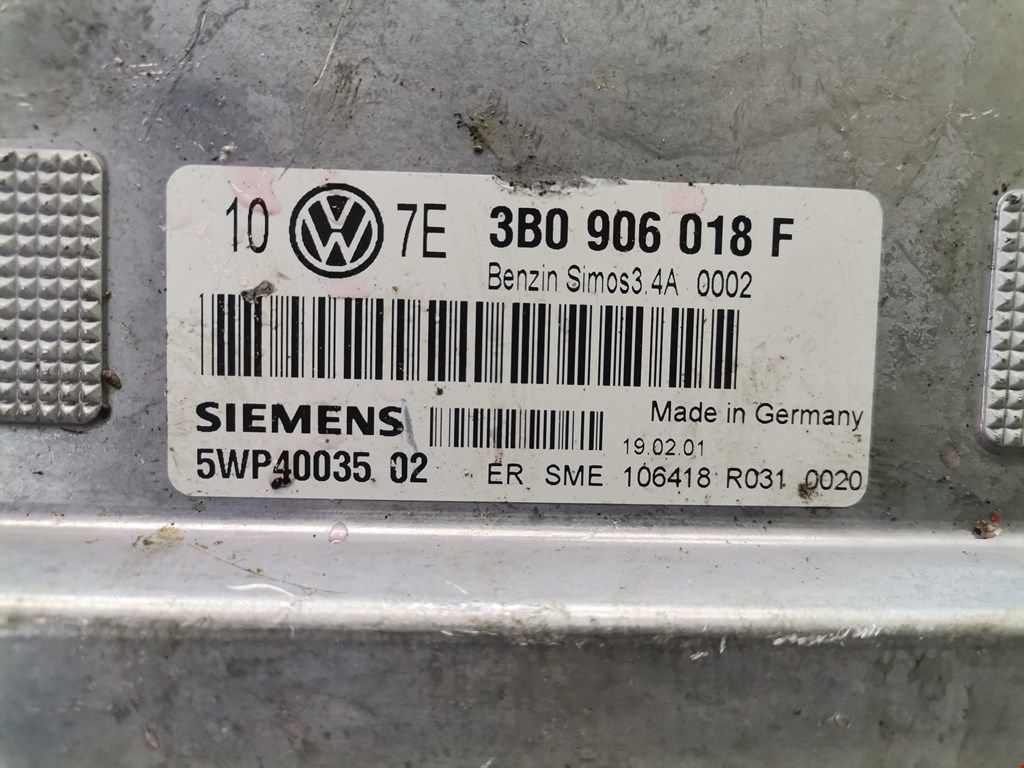 10 VW 7E 3B0 906 018 F
Benzin Simos3.4A 0002
SIEMENS Made in Germany
19.02.01
5WP40035 02 ER SME 106418 R031 0020